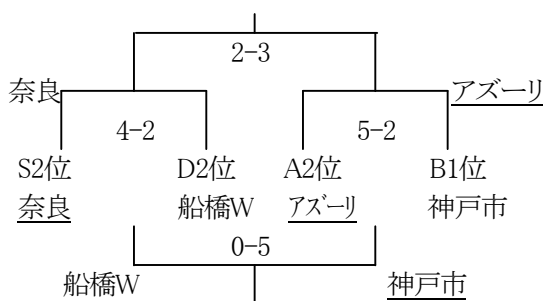 2−3
奈良 アズーリ
4−2 5−2
S2位 D2位 A2位 B1位
奈良 船橋W アズーリ 神戸市
0−5
船橋W 神戸市